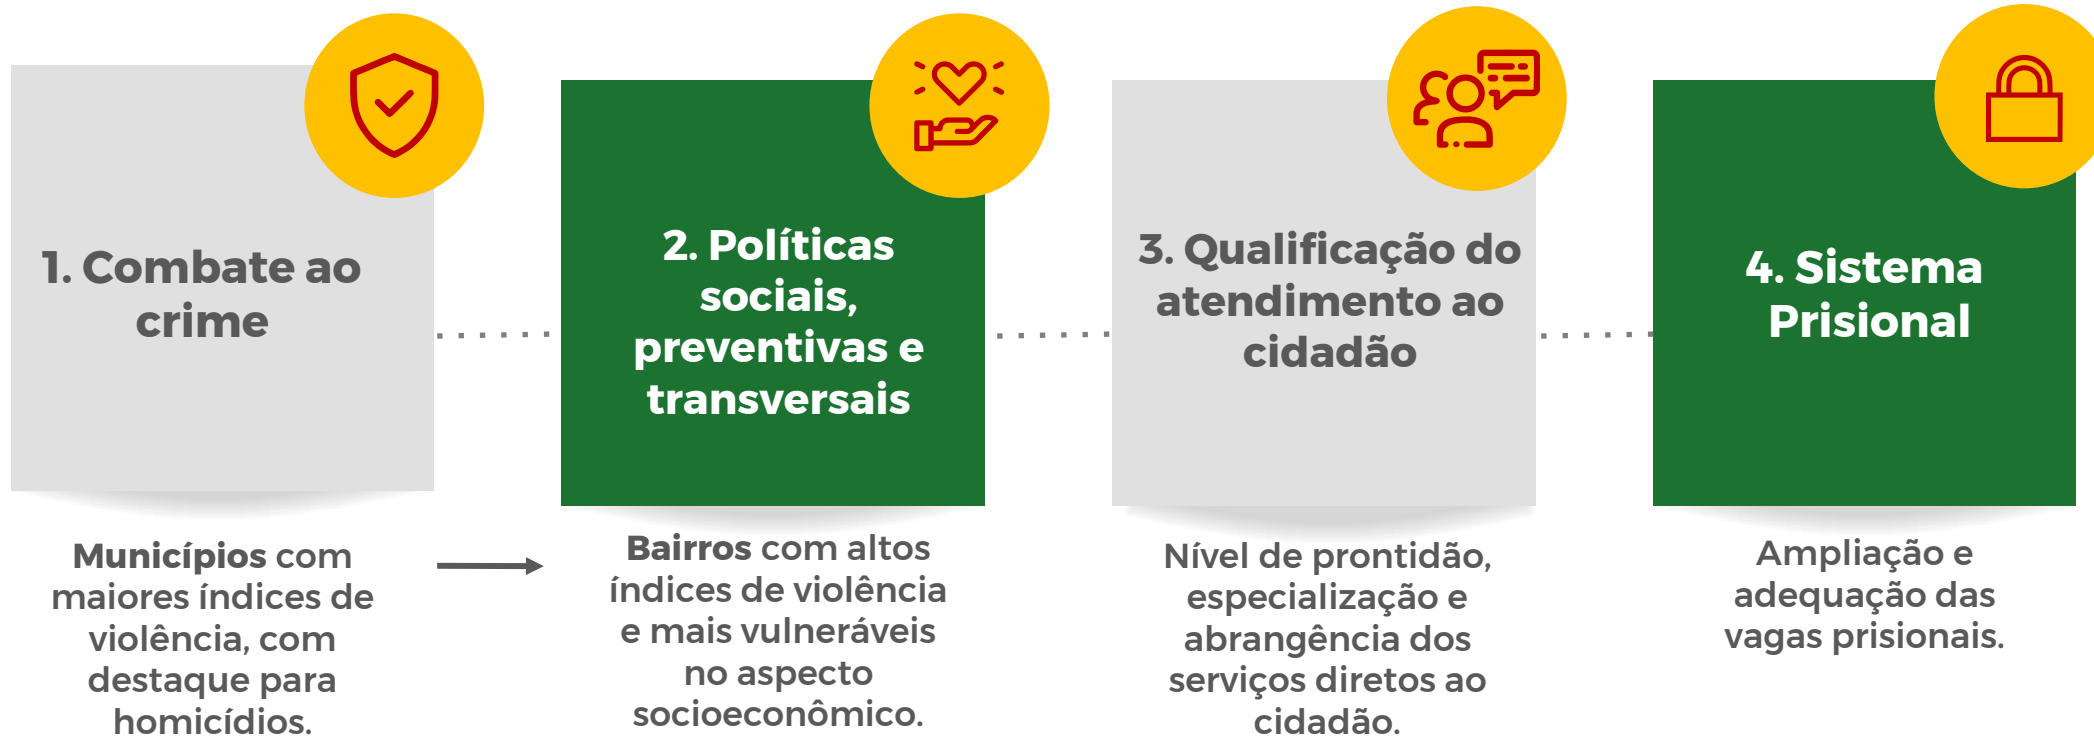 1. Combate ao
crime
Municípios com
maiores índices de
violência, com
destaque para
homicídios.
2. Políticas
sociais,
preventivas e
transversais
Bairros com altos
índices de violência
e mais vulneráveis
no aspecto
socioeconômico.
3. Qualificação do
atendimento ao
cidadão
Nível de prontidão,
especialização e
abrangência dos
serviços diretos ao
cidadão.
4. Sistema
Prisional
Ampliação e
adequação das
vagas prisionais.